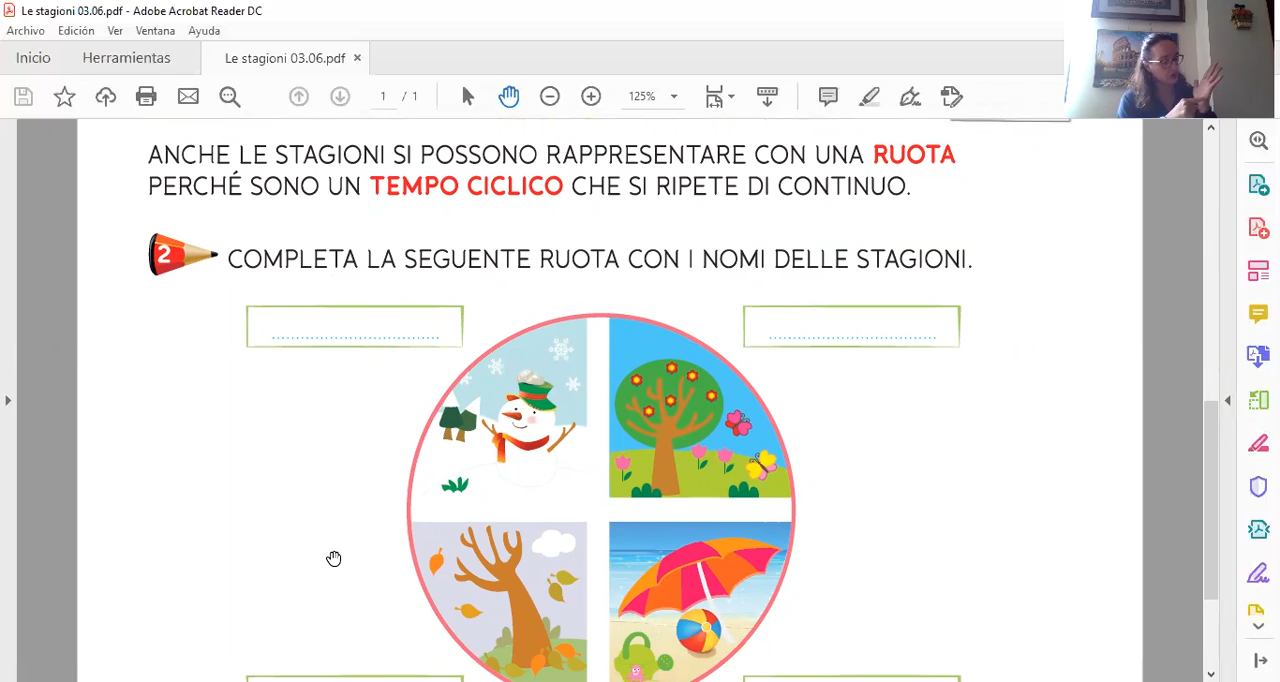 Le stagioni 03.06.pdf - Adobe Acrobat Reader DC
Archivo Edición Ver Ventana Ayuda
Inicio Herramientas Le stagioni 03.06.pdf ×
1 / 1 125%
ANCHE LE STAGIONI SI POSSONO RAPPRESENTARE CON UNA RUOTA
PERCHÉ SONO UN TEMPO CICLICO CHE SI RIPETE DI CONTINUO.
2 COMPLETA LA SEGUENTE RUOTA CON I NOMI DELLE STAGIONI.